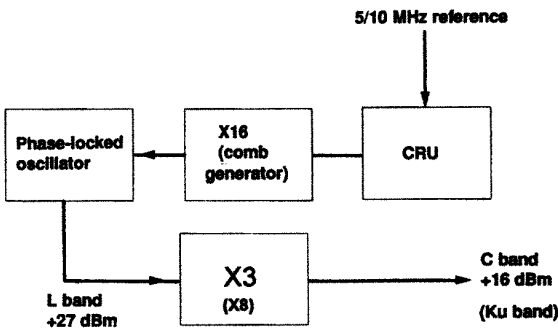 5/10 MHz reference
Phase-locked
oscillator
X16
(comb
generator)
CRU
X3
(X8)
L band
+27 dBm
C band
+16 dBm
(Ku band)